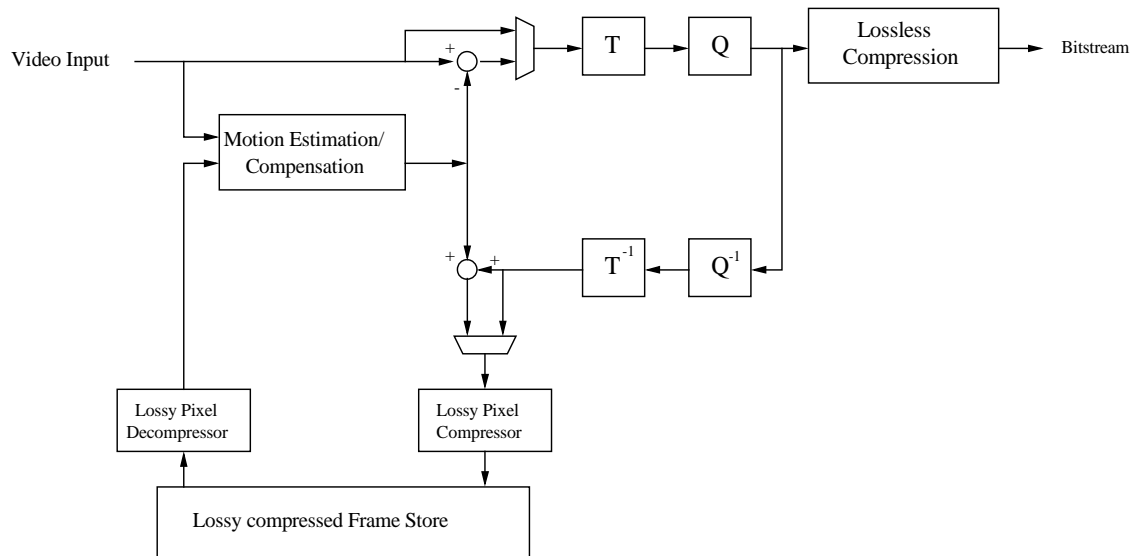 Video Input
+
-
T
Q
Lossless
Compression
Bitstream
Motion Estimation/
Compensation
+
+
T-1
Q-1
Lossy Pixel
Decompressor
Lossy Pixel
Compressor
Lossy compressed Frame Store